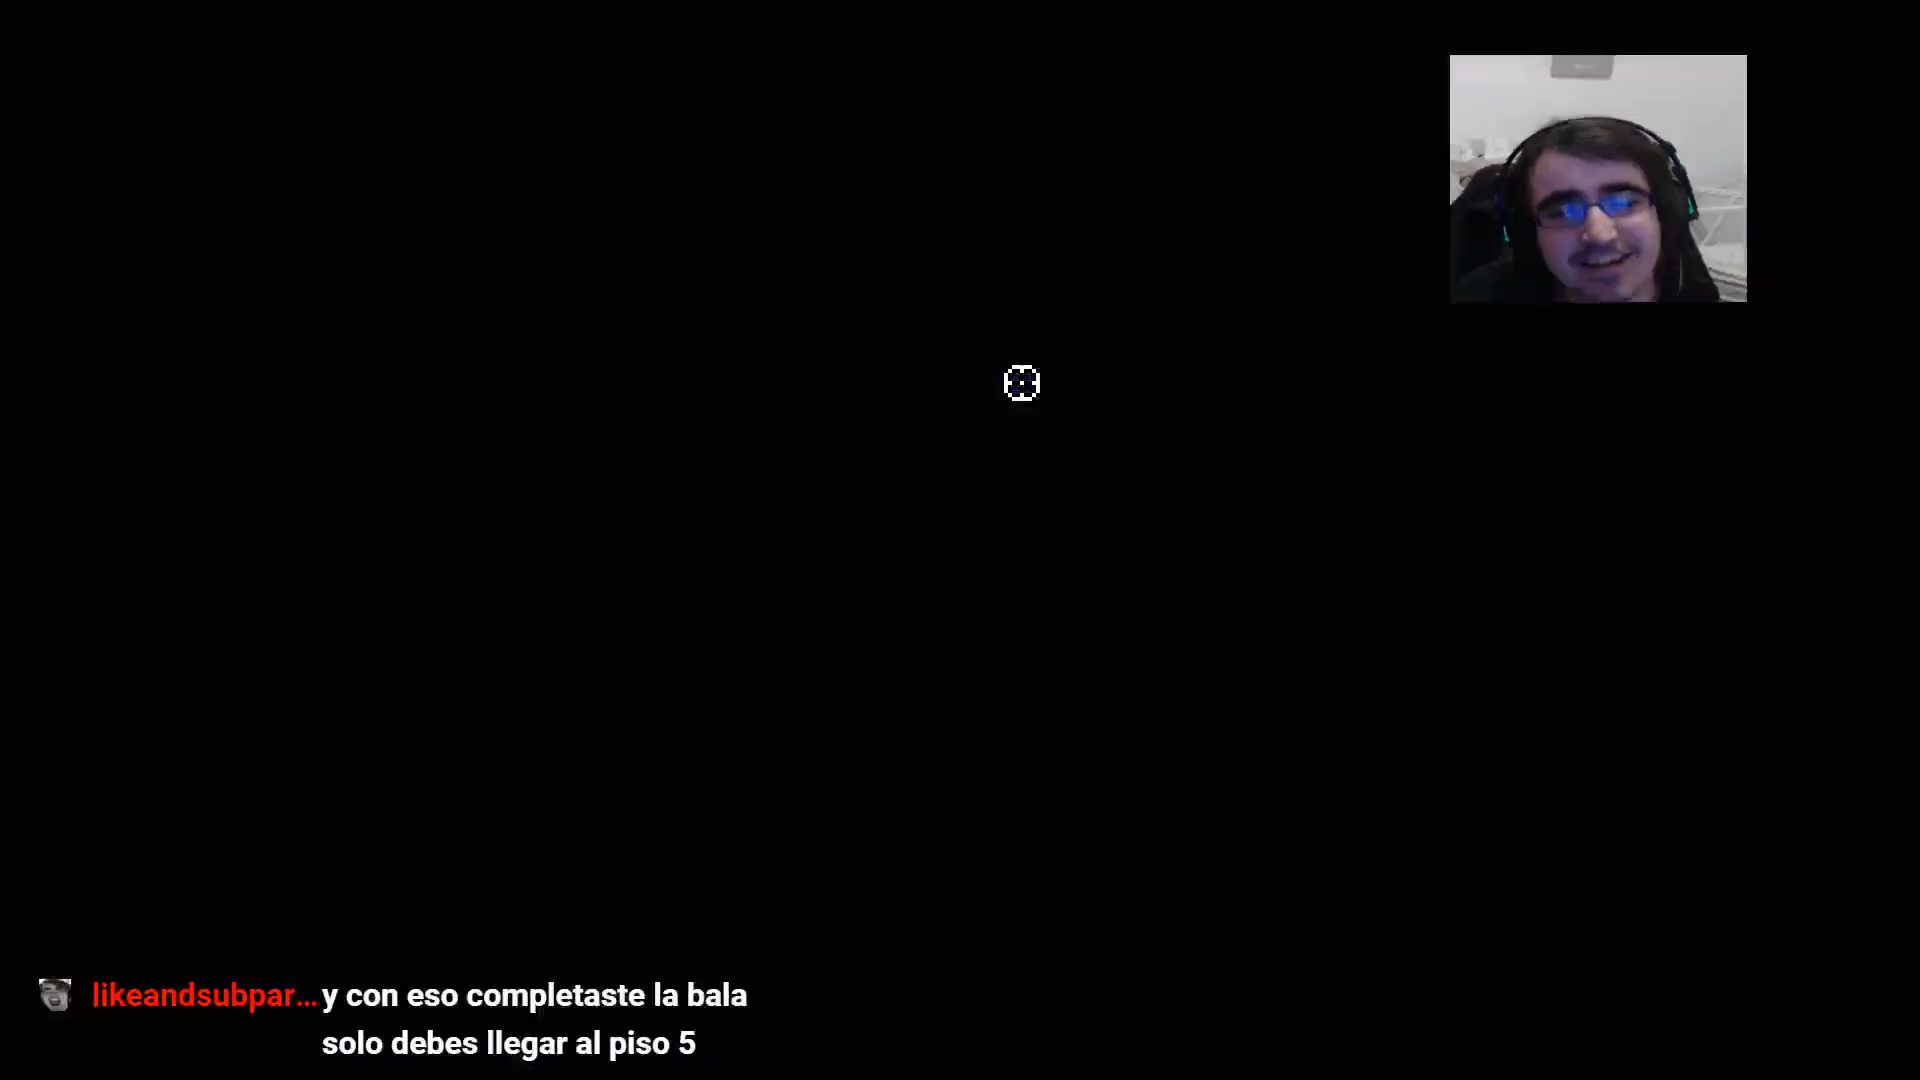 likeandsubpar... y con eso completaste la bala
solo debes llegar al piso 5